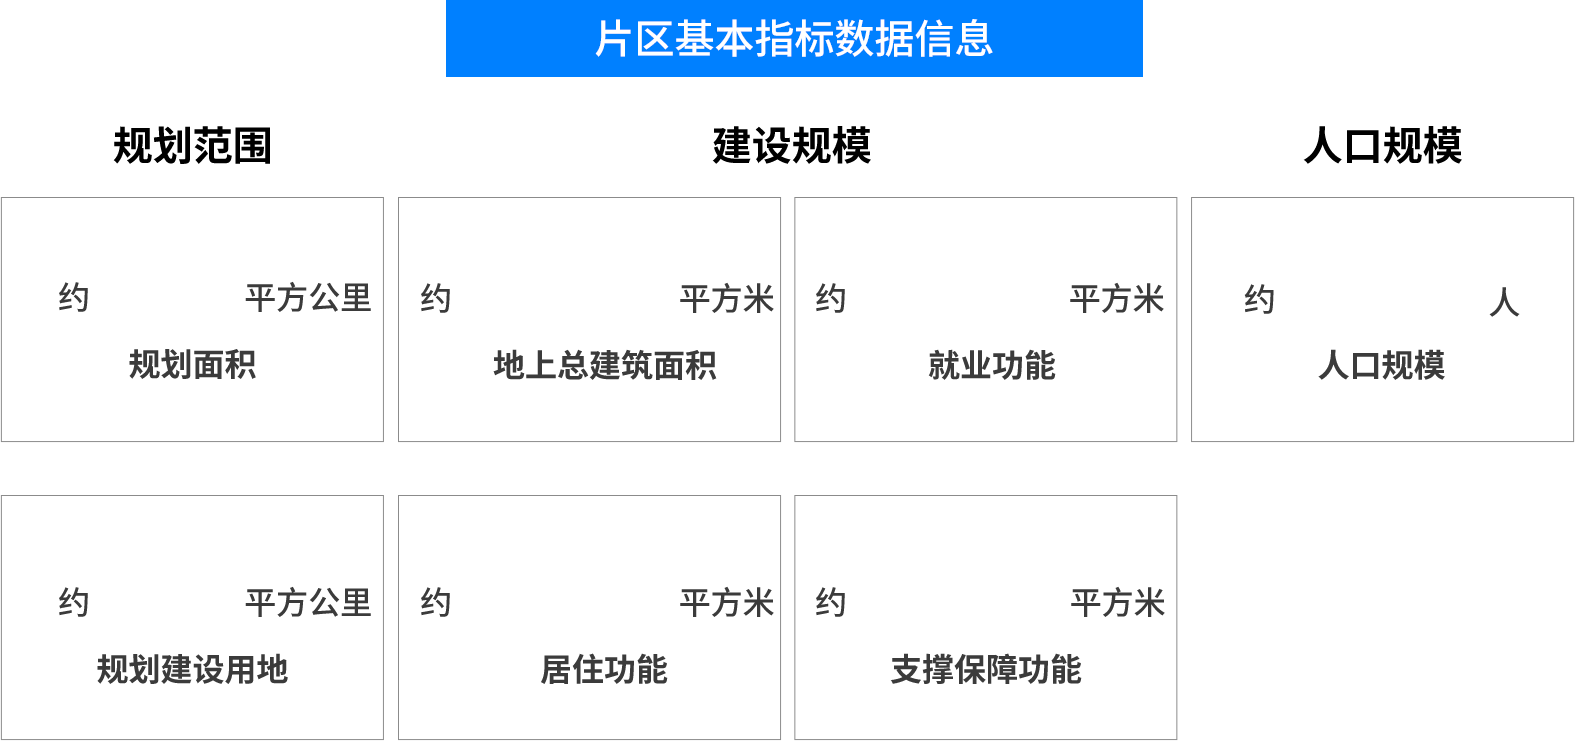 片区基本指标数据信息
规划范围 建设规模 人口规模
约 平方公里 约 平方米 约 平方米 约 人
规划面积 地上总建筑面积 就业功能 人口规模
约 平方公里 约 平方米 约 平方米
规划建设用地 居住功能 支撑保障功能